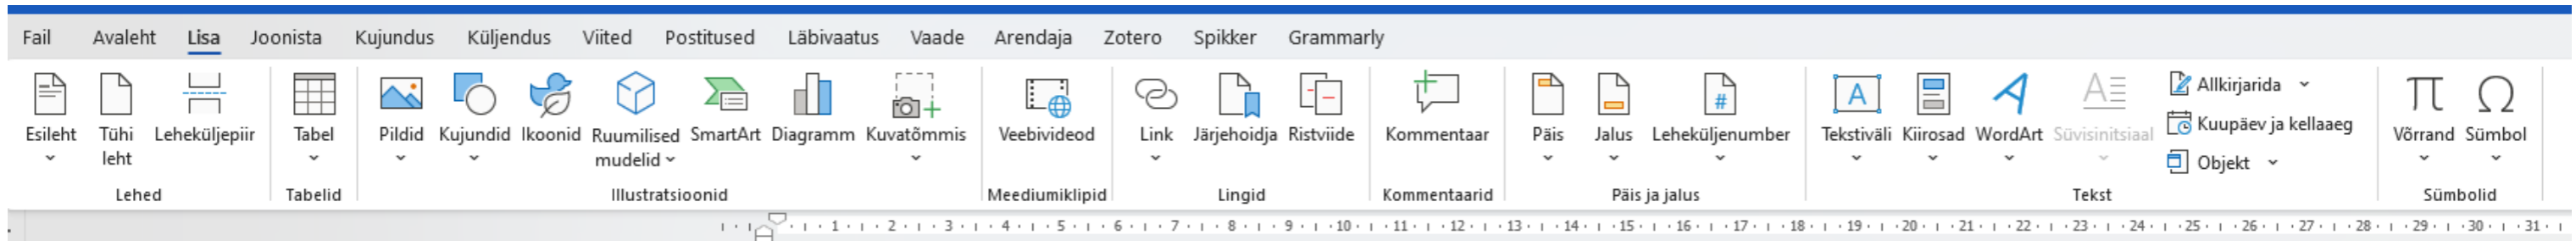 Fail Avaleht Lisa Joonista Kujundus Küljendus Viited Postitused Läbivaatus Vaade Arendaja Zotero Spikker Grammarly
Esileht Tühi leht Leheküljepiir
Lehed
Tabel
Tabelid
Pildid Kujundid Ikoonid Ruumilised mudelid SmartArt Diagramm Kuvatõmmis
Illustratsioonid
Veebivideod
Meediumiklipid
Link Järjehoidja Ristviide
Lingid
Kommentaar
Kommentaarid
Päis Jalus Leheküljenumber
Päis ja jalus
Tekstiväli Kiirosad WordArt Süvisinitsiaal
Allkirjarida
Kuupäev ja kellaaeg
Objekt
Tekst
Võrrand Sümbol
Sümbolid
1 2 3 4 5 6 7 8 9 10 11 12 13 14 15 16 17 18 19 20 21 22 23 24 25 26 27 28 29 30 31